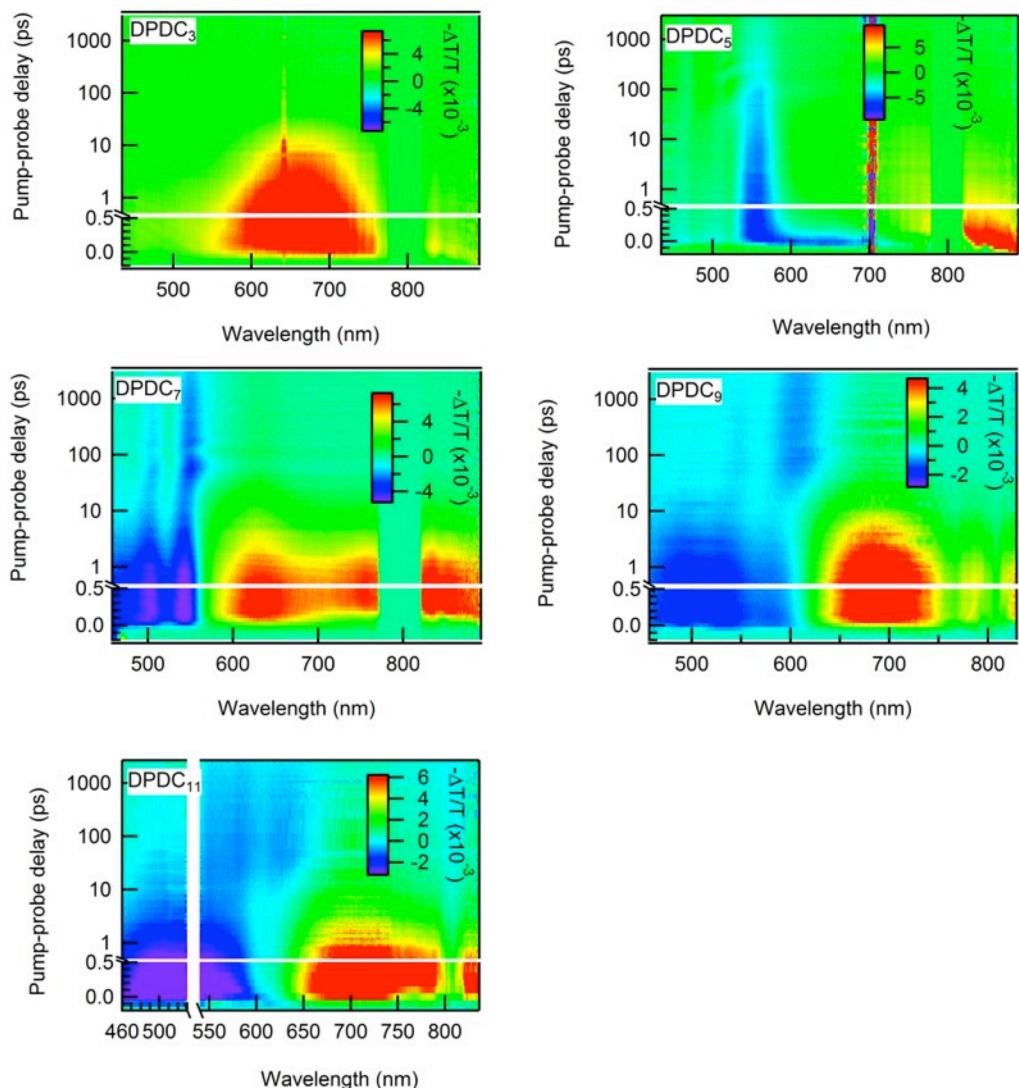 DPDC3
Pump-probe delay (ps)
1000
100
10
1
0.5
0.0
500 600 700 800
Wavelength (nm)
-ΔT/T (x10-3)
4
0
-4
DPDC5
Pump-probe delay (ps)
1000
100
10
1
0.5
0.0
500 600 700 800
Wavelength (nm)
-ΔT/T (x10-3)
5
0
-5
DPDC7
Pump-probe delay (ps)
1000
100
10
1
0.5
0.0
500 600 700 800
Wavelength (nm)
-ΔT/T (x10-3)
4
0
-4
DPDC9
Pump-probe delay (ps)
1000
100
10
1
0.5
0.0
500 600 700 800
Wavelength (nm)
-ΔT/T (x10-3)
4
2
0
-2
DPDC11
Pump-probe delay (ps)
1000
100
10
1
0.5
0.0
460 500 550 600 650 700 750 800
Wavelength (nm)
-ΔT/T (x10-3)
6
4
2
0
-2